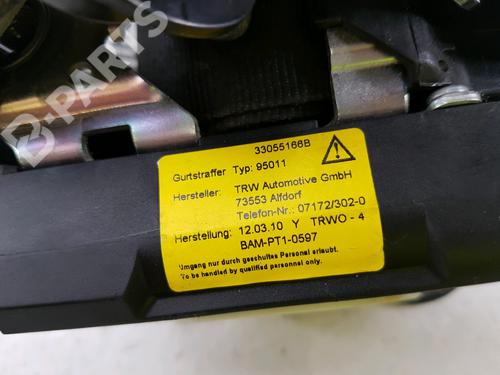 B-PARTS
33055166B
Gurtstraffer Typ: 95011
Hersteller: TRW Automotive GmbH
73553 Alfdorf
Telefon-Nr.: 07172/302-0
Herstellung: 12.03.10 Y TRWO - 4
BAM-PT1-0597
Umgang nur durch geschultes Personal erlaubt.
To be handled by qualified personnel only.